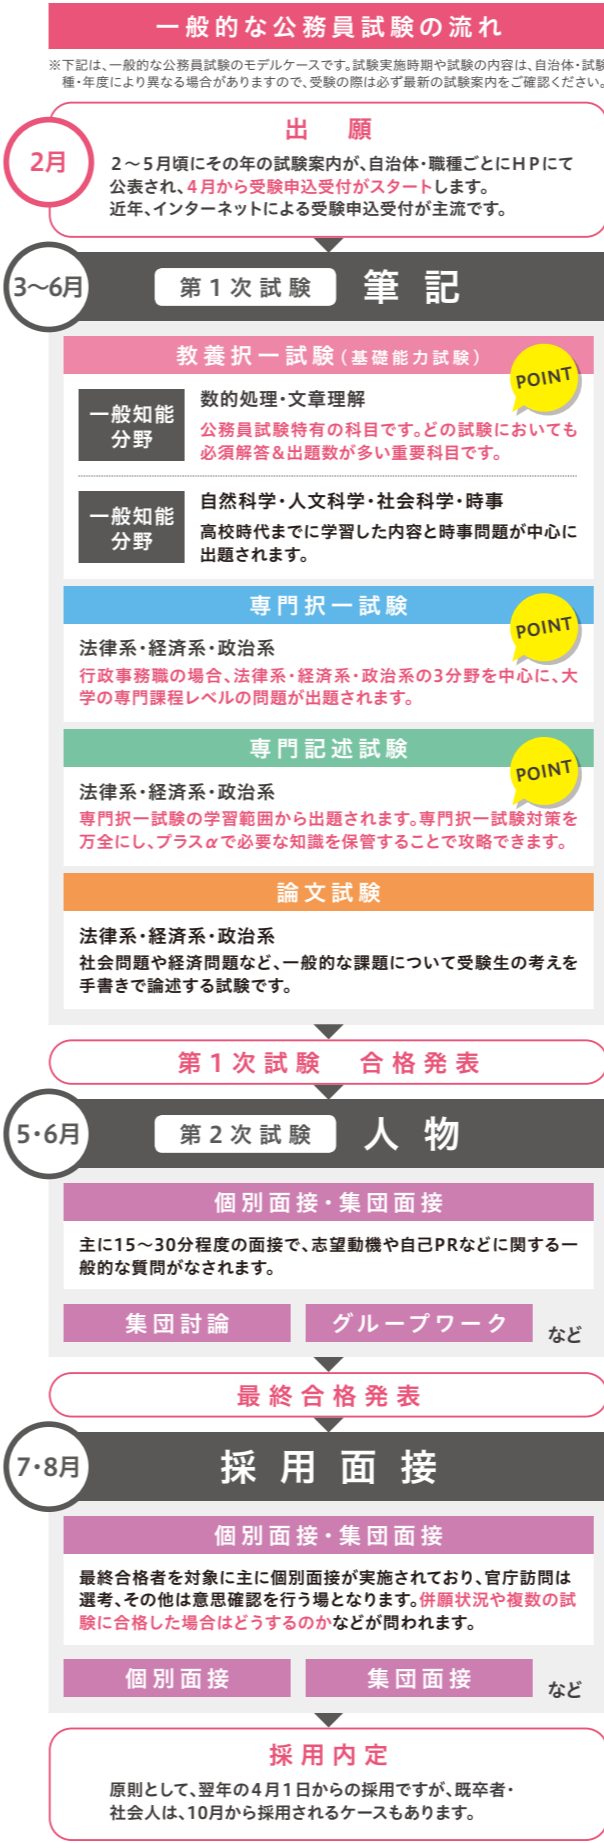 一般的な公務員試験の流れ
※下記は、一般的な公務員試験のモデルケースです。試験実施時期や試験の内容は、自治体・試験
種・年度により異なる場合がありますので、受験の際は必ず最新の試験案内をご確認ください。
出願
2月
2～5月頃にその年の試験案内が、自治体・職種ごとにHPにて
公表され、4月から受験申込受付がスタートします。
近年、インターネットによる受験申込受付が主流です。
3～6月
第1次試験 筆記
教養択一試験(基礎能力試験)
POINT
一般知能
分野
数的処理・文章理解
公務員試験特有の科目です。どの試験においても
必須解答&出題数が多い重要科目です。
一般知能
分野
自然科学・人文科学・社会科学・時事
高校時代までに学習した内容と時事問題が中心に
出題されます。
専門択一試験
POINT
法律系・経済系・政治系
行政事務職の場合、法律系・経済系・政治系の3分野を中心に、大
学の専門課程レベルの問題が出題されます。
専門記述試験
POINT
法律系・経済系・政治系
専門択一試験の学習範囲から出題されます。専門択一試験対策を
万全にし、プラスαで必要な知識を保管することで攻略できます。
論文試験
法律系・経済系・政治系
社会問題や経済問題など、一般的な課題について受験生の考えを
手書きで論述する試験です。
第1次試験 合格発表
5・6月
第2次試験 人物
個別面接・集団面接
主に15～30分程度の面接で、志望動機や自己PRなどに関する一
般的な質問がなされます。
集団討論 グループワーク など
最終合格発表
7・8月
採用面接
個別面接・集団面接
最終合格者を対象に主に個別面接が実施されており、官庁訪問は
選考、その他は意思確認を行う場となります。併願状況や複数の試
験に合格した場合はどうするのかなどが問われます。
個別面接 集団面接 など
採用内定
原則として、翌年の4月1日からの採用ですが、既卒者・
社会人は、10月から採用されるケースもあります。